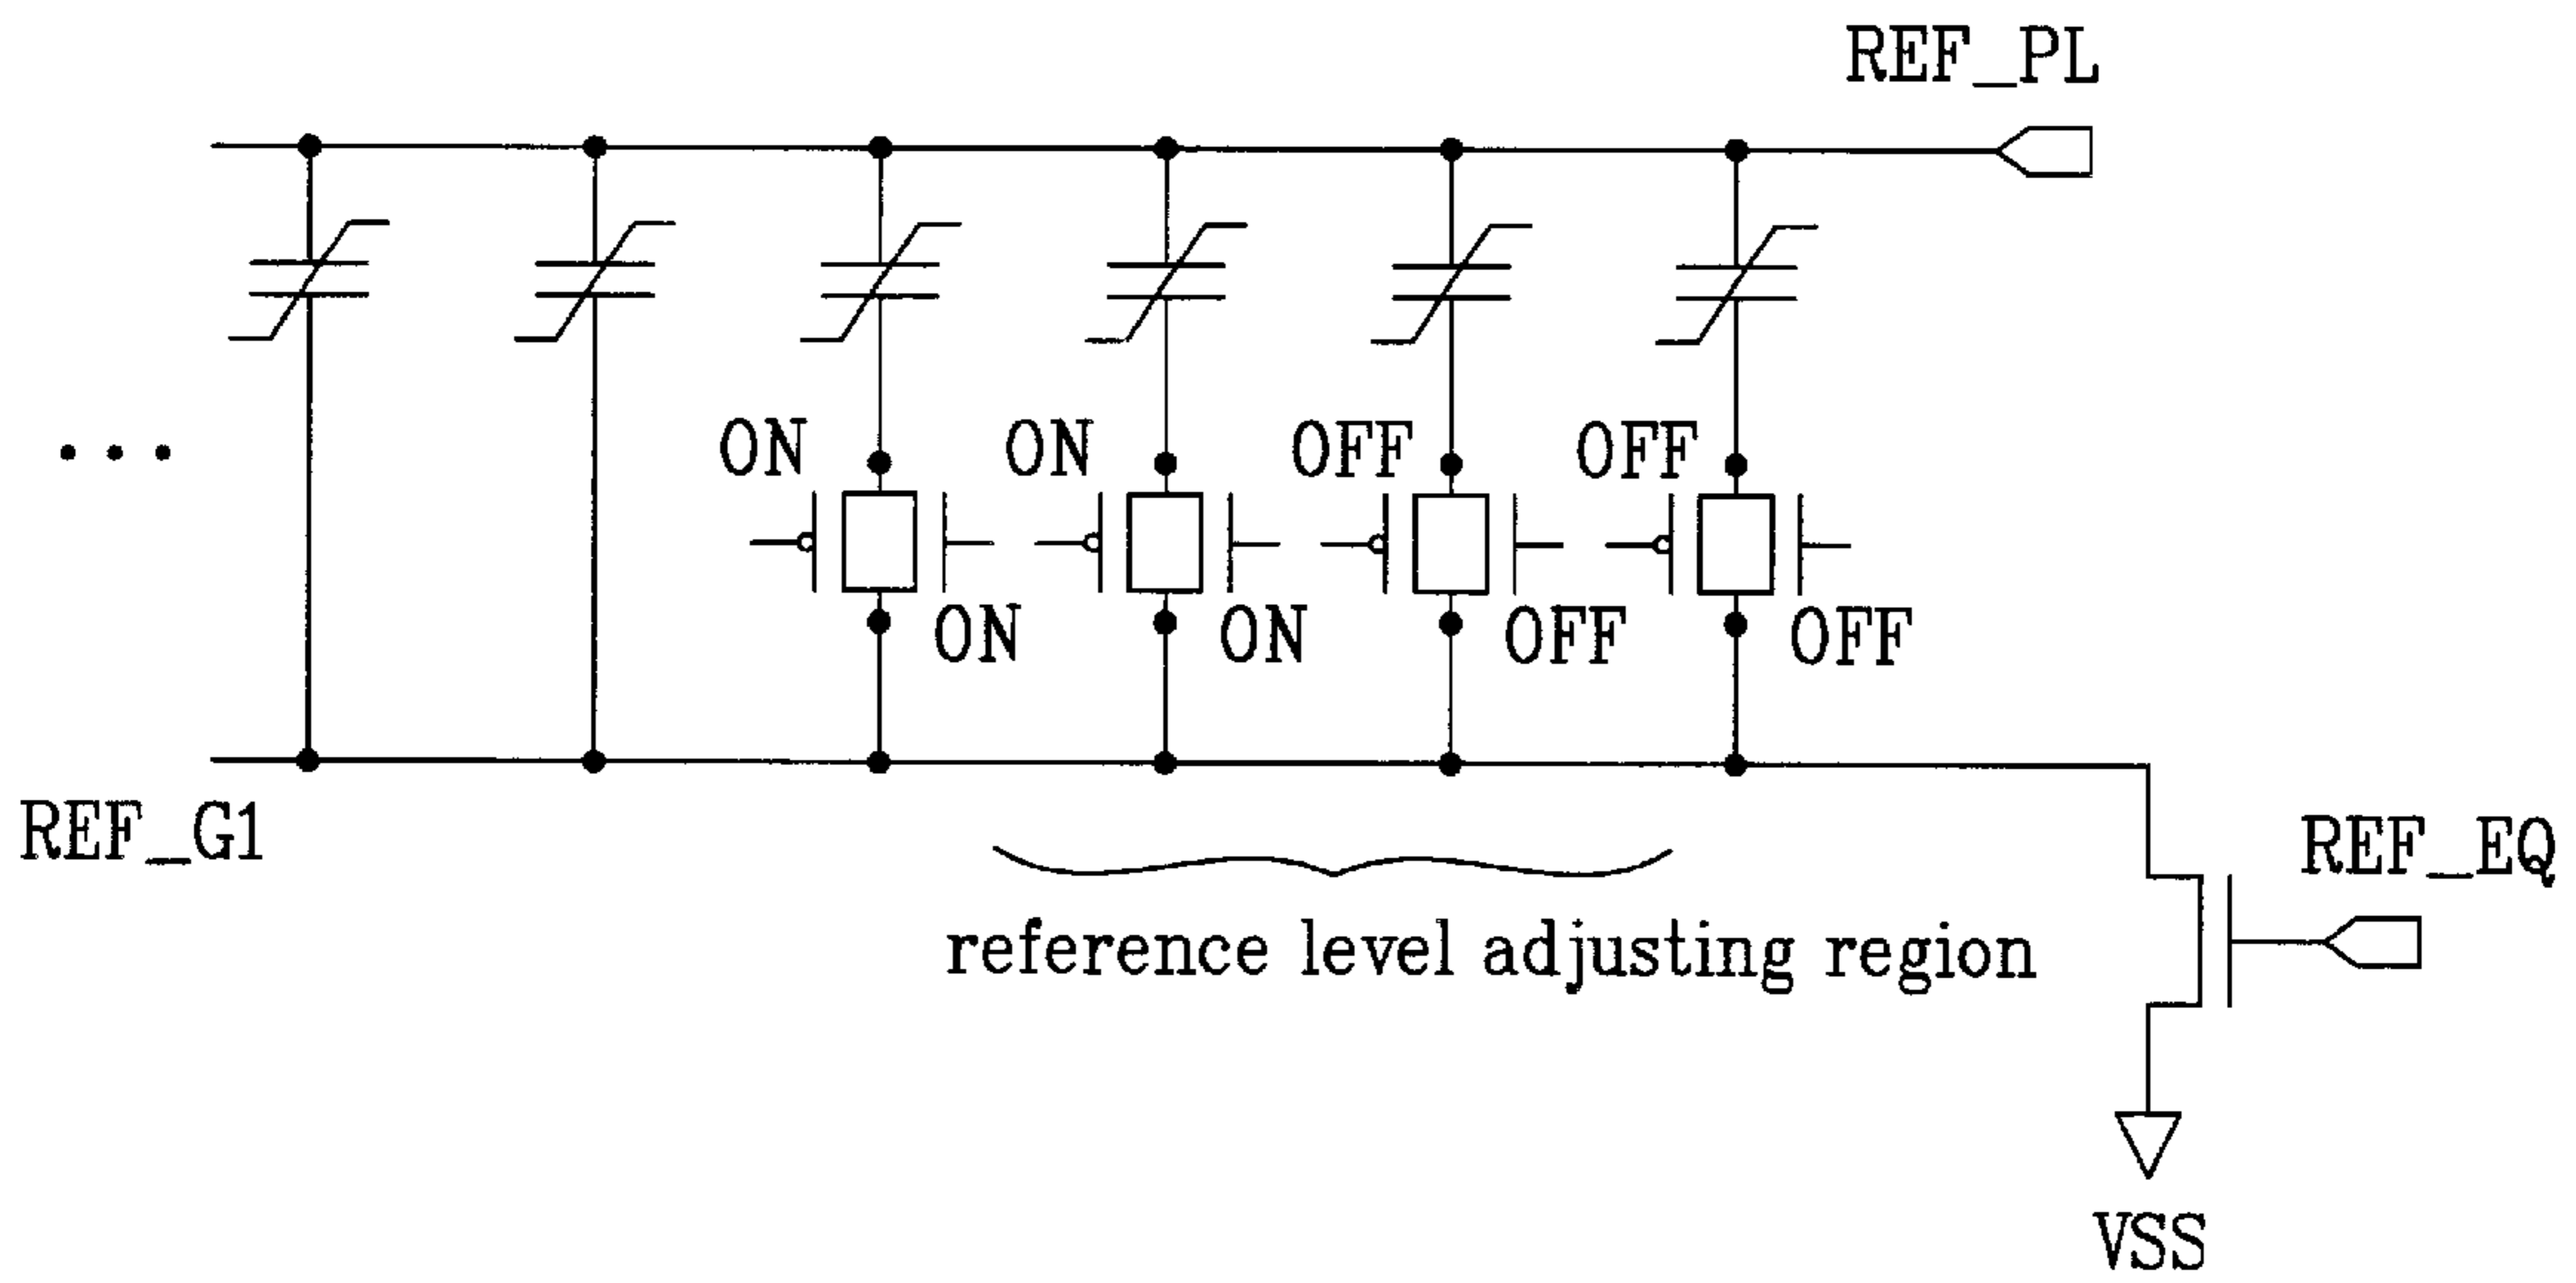 REF_PL
ON ON OFF OFF
ON ON OFF OFF
REF_G1
REF_EQ
reference level adjusting region
VSS